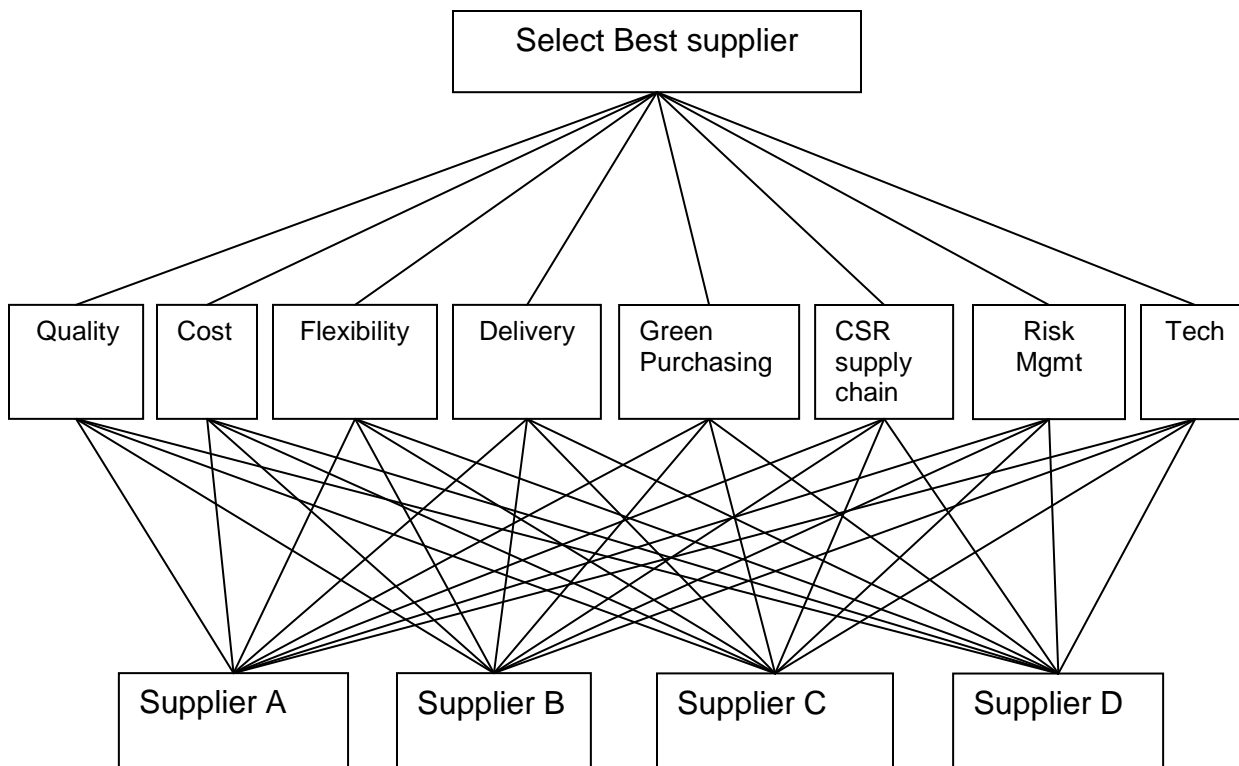 Select Best supplier
Quality
Cost
Flexibility
Delivery
Green
Purchasing
CSR
supply
chain
Risk
Mgmt
Tech
Supplier A
Supplier B
Supplier C
Supplier D